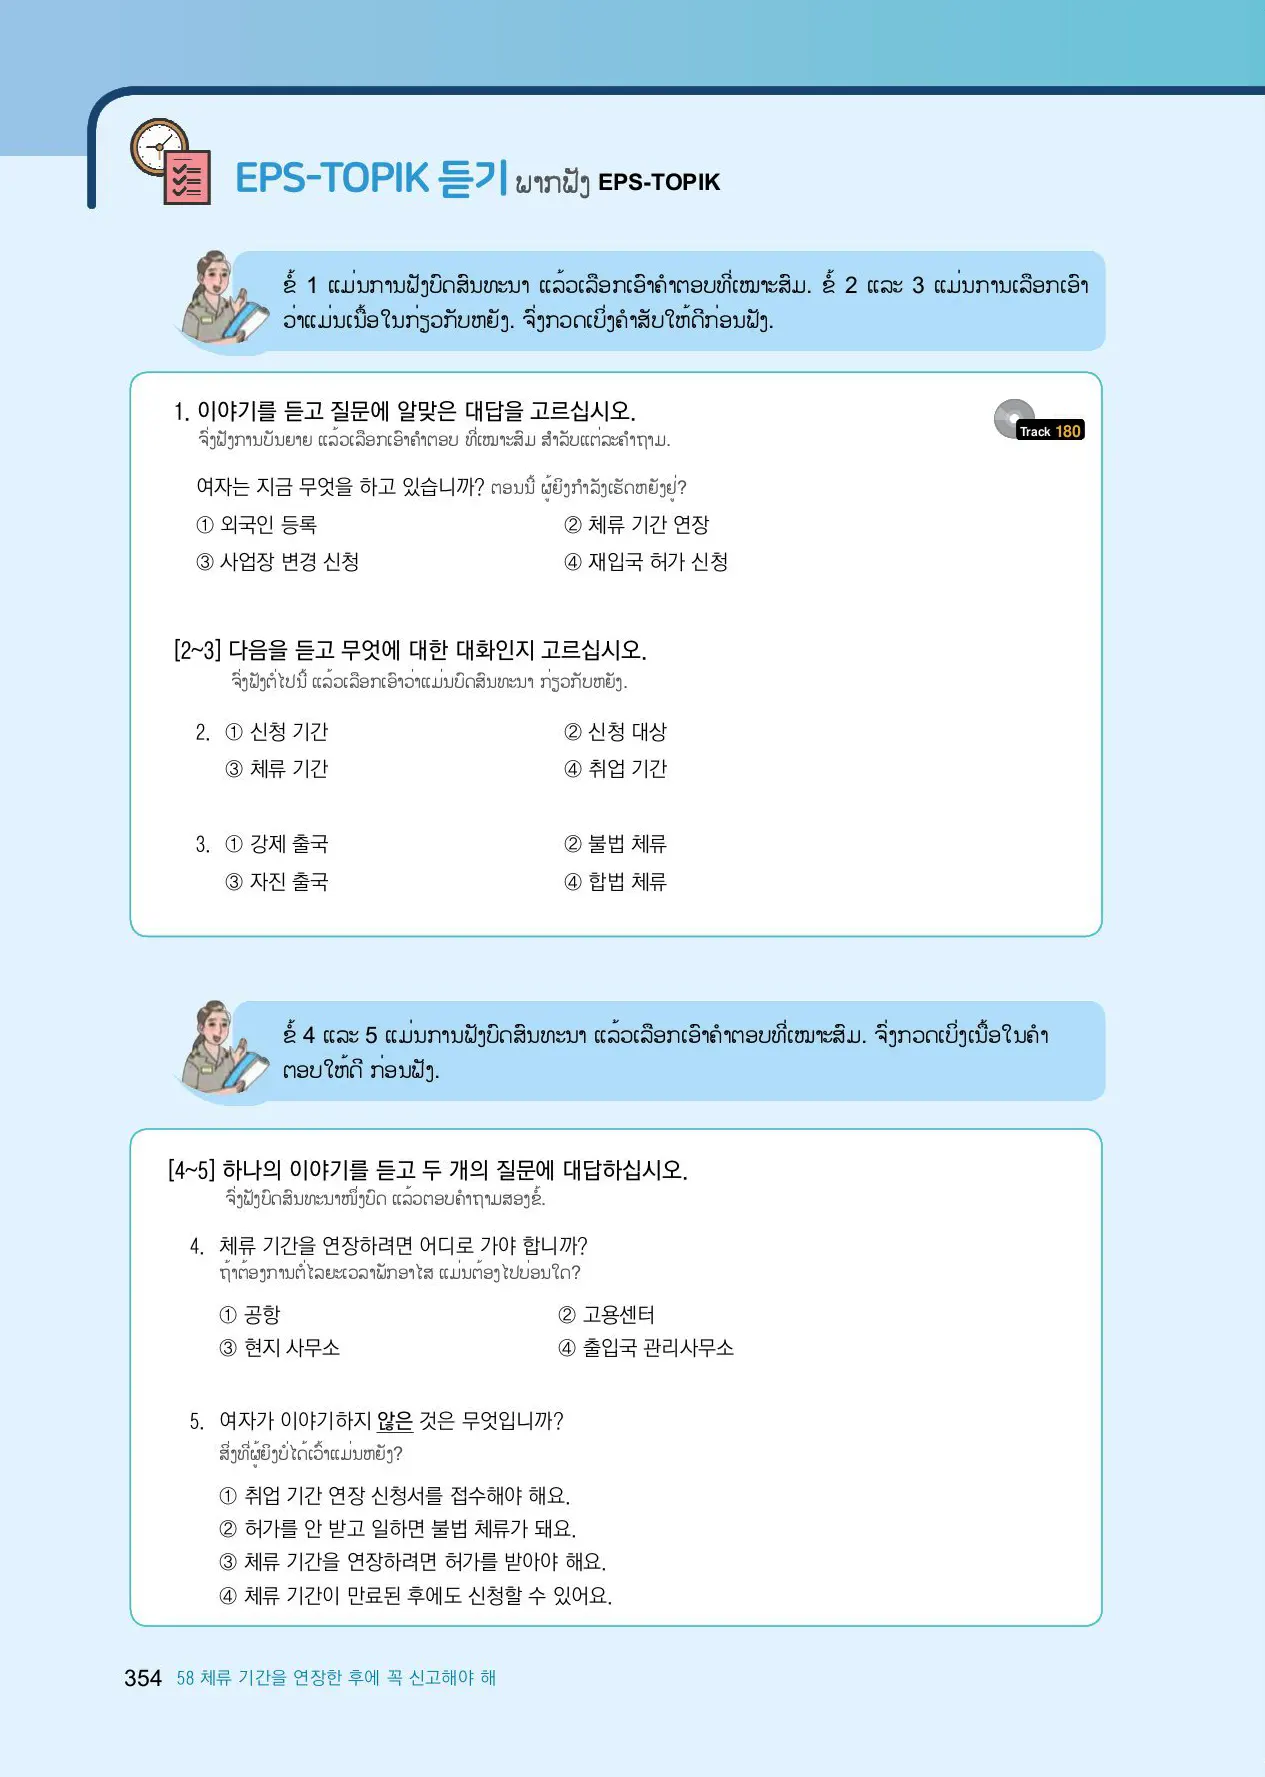 EPS-TOPIK 듣기 ພາກຟັງ EPS-TOPIK
ຂໍ້ 1 ແມ່ນການຟັງບົດສົນທະນາ ແລ້ວເລືອກເອົາຄຳຕອບທີ່ເໝາະສົມ. ຂໍ້ 2 ແລະ 3 ແມ່ນການເລືອກເອົາ
ວ່າແມ່ນເນື້ອໃນກ່ຽວກັບຫຍັງ. ຈົ່ງກວດເບິ່ງຄຳສັບໃຫ້ດີກ່ອນຟັງ.
1. 이야기를 듣고 질문에 알맞은 대답을 고르십시오.
Track 180
ຈົ່ງຟັງການບັນຍາຍ ແລ້ວເລືອກເອົາຄຳຕອບ ທີ່ເໝາະສົມ ສຳລັບແຕ່ລະຄຳຖາມ.
여자는 지금 무엇을 하고 있습니까? ຕອນນີ້ ຜູ້ຍິງກຳລັງເຮັດຫຍັງຢູ່?
① 외국인 등록 ② 체류 기간 연장
③ 사업장 변경 신청 ④ 재입국 허가 신청
[2~3] 다음을 듣고 무엇에 대한 대화인지 고르십시오.
ຈົ່ງຟັງຕໍ່ໄປນີ້ ແລ້ວເລືອກເອົາວ່າແມ່ນບົດສົນທະນາ ກ່ຽວກັບຫຍັງ.
2. ① 신청 기간 ② 신청 대상
③ 체류 기간 ④ 취업 기간
3. ① 강제 출국 ② 불법 체류
③ 자진 출국 ④ 합법 체류
ຂໍ້ 4 ແລະ 5 ແມ່ນການຟັງບົດສົນທະນາ ແລ້ວເລືອກເອົາຄຳຕອບທີ່ເໝາະສົມ. ຈົ່ງກວດເບິ່ງເນື້ອໃນຄຳ
ຕອບໃຫ້ດີ ກ່ອນຟັງ.
[4~5] 하나의 이야기를 듣고 두 개의 질문에 대답하십시오.
ຈົ່ງຟັງບົດສົນທະນາໜຶ່ງບົດ ແລ້ວຕອບຄຳຖາມສອງຂໍ້.
4. 체류 기간을 연장하려면 어디로 가야 합니까?
ຖ້າຕ້ອງການຕໍ່ໄລຍະເວລາພັກອາໄສ ແມ່ນຕ້ອງໄປບ່ອນໃດ?
① 공항 ② 고용센터
③ 현지 사무소 ④ 출입국 관리사무소
5. 여자가 이야기하지 않은 것은 무엇입니까?
ສິ່ງທີ່ຜູ້ຍິງບໍ່ໄດ້ເວົ້າແມ່ນຫຍັງ?
① 취업 기간 연장 신청서를 접수해야 해요.
② 허가를 안 받고 일하면 불법 체류가 돼요.
③ 체류 기간을 연장하려면 허가를 받아야 해요.
④ 체류 기간이 만료된 후에도 신청할 수 있어요.
354 58 체류 기간을 연장한 후에 꼭 신고해야 해